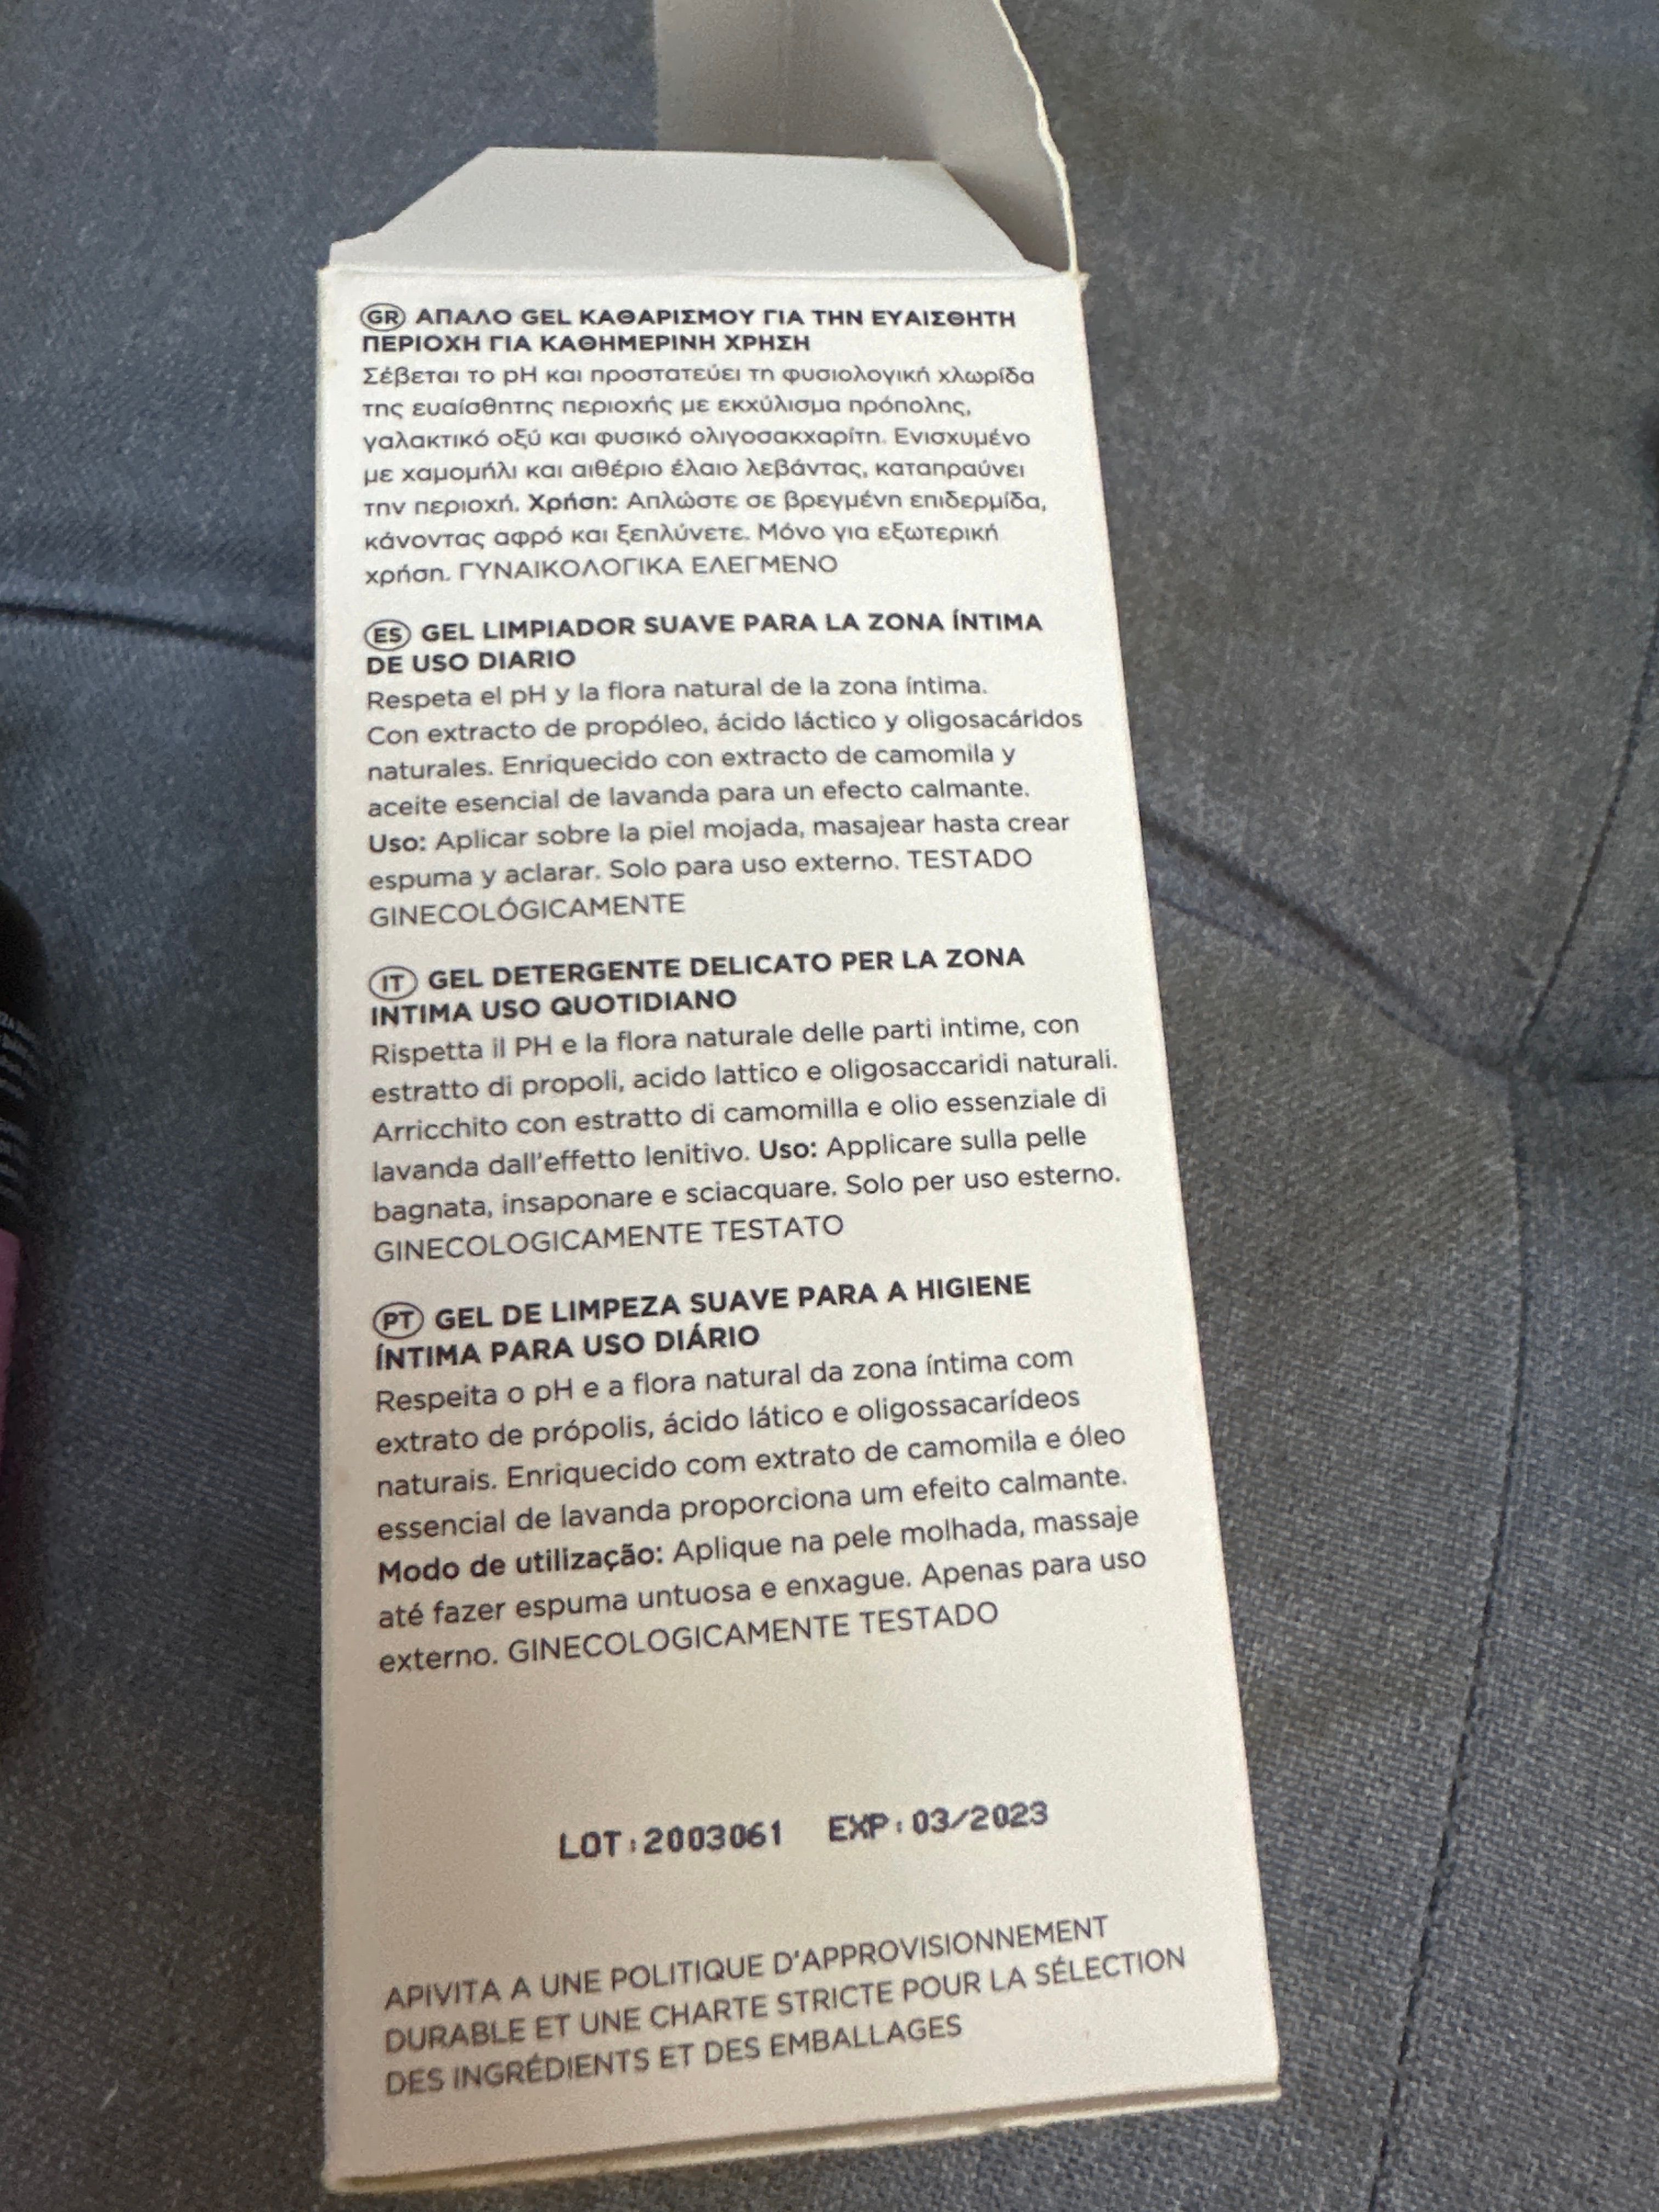 GR ΑΠΑΛΟ GEL ΚΑΘΑΡΙΣΜΟΥ ΓΙΑ ΤΗΝ ΕΥΑΙΣΘΗΤΗ
ΠΕΡΙΟΧΗ ΓΙΑ ΚΑΘΗΜΕΡΙΝΗ ΧΡΗΣΗ
Σέβεται το pH και προστατεύει τη φυσιολογική χλωρίδα
της ευαίσθητης περιοχής με εκχύλισμα πρόπολης,
γαλακτικό οξύ και φυσικό ολιγοσακχαρίτη. Ενισχυμένο
με χαμομήλι και αιθέριο έλαιο λεβάντας, καταπραΰνει
την περιοχή. Χρήση: Απλώστε σε βρεγμένη επιδερμίδα,
κάνοντας αφρό και ξεπλύνετε. Μόνο για εξωτερική
χρήση. ΓΥΝΑΙΚΟΛΟΓΙΚΑ ΕΛΕΓΜΕΝΟ
ES GEL LIMPIADOR SUAVE PARA LA ZONA ÍNTIMA
DE USO DIARIO
Respeta el pH y la flora natural de la zona íntima.
Con extracto de propóleo, ácido láctico y oligosacáridos
naturales. Enriquecido con extracto de camomila y
aceite esencial de lavanda para un efecto calmante.
Uso: Aplicar sobre la piel mojada, masajear hasta crear
espuma y aclarar. Solo para uso externo. TESTADO
GINECOLÓGICAMENTE
IT GEL DETERGENTE DELICATO PER LA ZONA
INTIMA USO QUOTIDIANO
Rispetta il PH e la flora naturale delle parti intime, con
estratto di propoli, acido lattico e oligosaccaridi naturali.
Arricchito con estratto di camomilla e olio essenziale di
lavanda dall'effetto lenitivo. Uso: Applicare sulla pelle
bagnata, insaponare e sciacquare. Solo per uso esterno.
GINECOLOGICAMENTE TESTATO
PT GEL DE LIMPEZA SUAVE PARA A HIGIENE
ÍNTIMA PARA USO DIÁRIO
Respeita o pH e a flora natural da zona íntima com
extrato de própolis, ácido lático e oligossacarídeos
naturais. Enriquecido com extrato de camomila e óleo
essencial de lavanda proporciona um efeito calmante.
Modo de utilização: Aplique na pele molhada, massaje
até fazer espuma untuosa e enxague. Apenas para uso
externo. GINECOLOGICAMENTE TESTADO
LOT:2003061 EXP:03/2023
APIVITA A UNE POLITIQUE D'APPROVISIONNEMENT
DURABLE ET UNE CHARTE STRICTE POUR LA SÉLECTION
DES INGRÉDIENTS ET DES EMBALLAGES